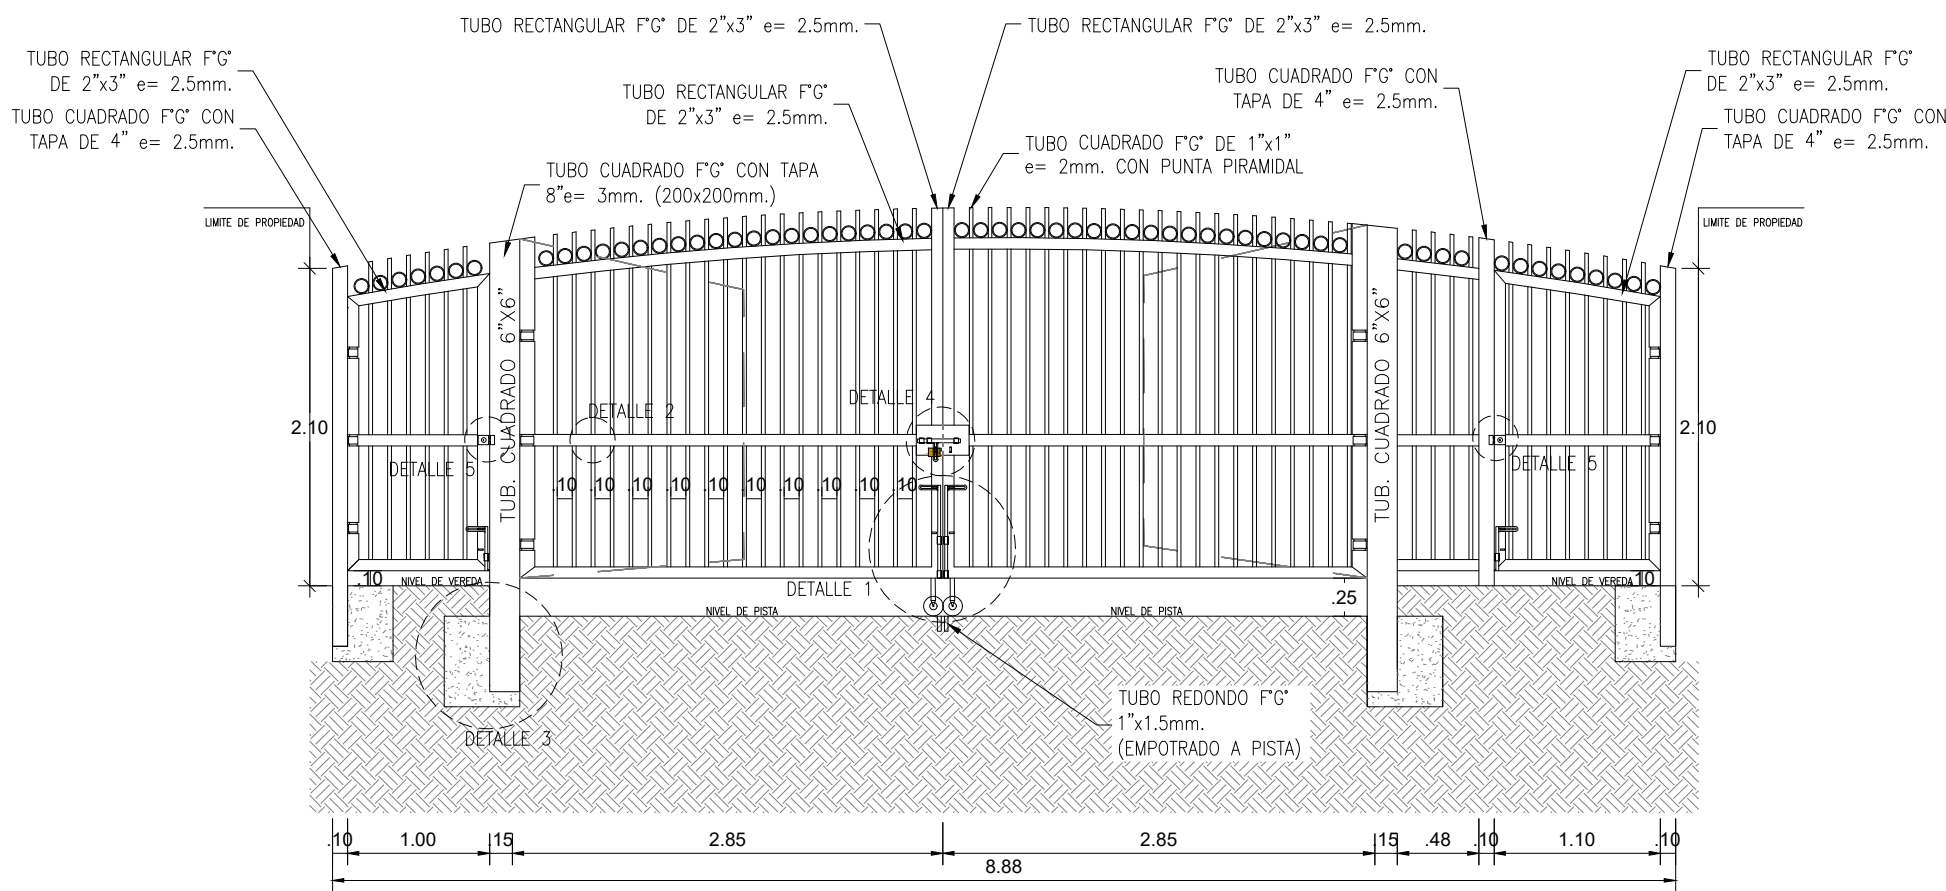 TUBO RECTANGULAR F°G° DE 2”x3” e= 2.5mm.
TUBO RECTANGULAR F°G° DE 2”x3” e= 2.5mm.
TUBO RECTANGULAR F°G°
DE 2”x3” e= 2.5mm.
TUBO CUADRADO F°G° CON
TAPA DE 4” e= 2.5mm.
TUBO RECTANGULAR F°G°
DE 2”x3” e= 2.5mm.
TUBO CUADRADO F°G° CON TAPA
8”e= 3mm. (200x200mm.)
TUBO CUADRADO F°G° DE 1”x1”
e= 2mm. CON PUNTA PIRAMIDAL
TUBO CUADRADO F°G° CON
TAPA DE 4” e= 2.5mm.
TUBO RECTANGULAR F°G°
DE 2”x3” e= 2.5mm.
TUBO CUADRADO F°G° CON
TAPA DE 4” e= 2.5mm.
LIMITE DE PROPIEDAD
LIMITE DE PROPIEDAD
2.10
2.10
TUB. CUADRADO 6”X6”
TUB. CUADRADO 6”X6”
DETALLE 2
DETALLE 4
DETALLE 5
DETALLE 5
.10 .10 .10 .10 .10 .10 .10 .10 .10 .10
.10
NIVEL DE VEREDA
DETALLE 1
NIVEL DE VEREDA
.10
.25
NIVEL DE PISTA
NIVEL DE PISTA
DETALLE 3
TUBO REDONDO F°G°
1”x1.5mm.
(EMPOTRADO A PISTA)
.10 1.00 .15 2.85 2.85 .15 .48 .10 1.10 .10
8.88